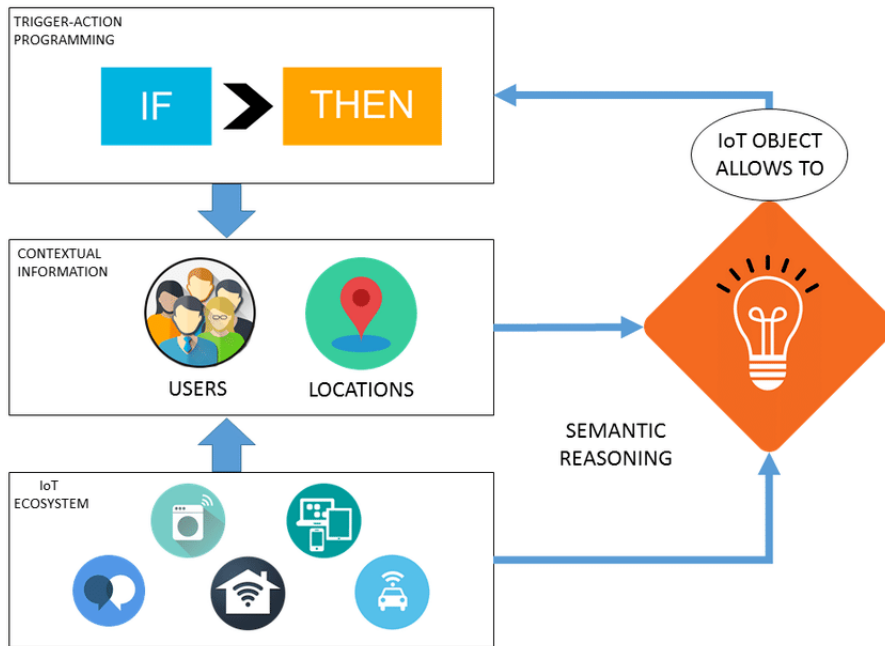 TRIGGER-ACTION
PROGRAMMING
IF
THEN
IoT OBJECT
ALLOWS TO
CONTEXTUAL
INFORMATION
USERS
LOCATIONS
SEMANTIC
REASONING
IoT
ECOSYSTEM